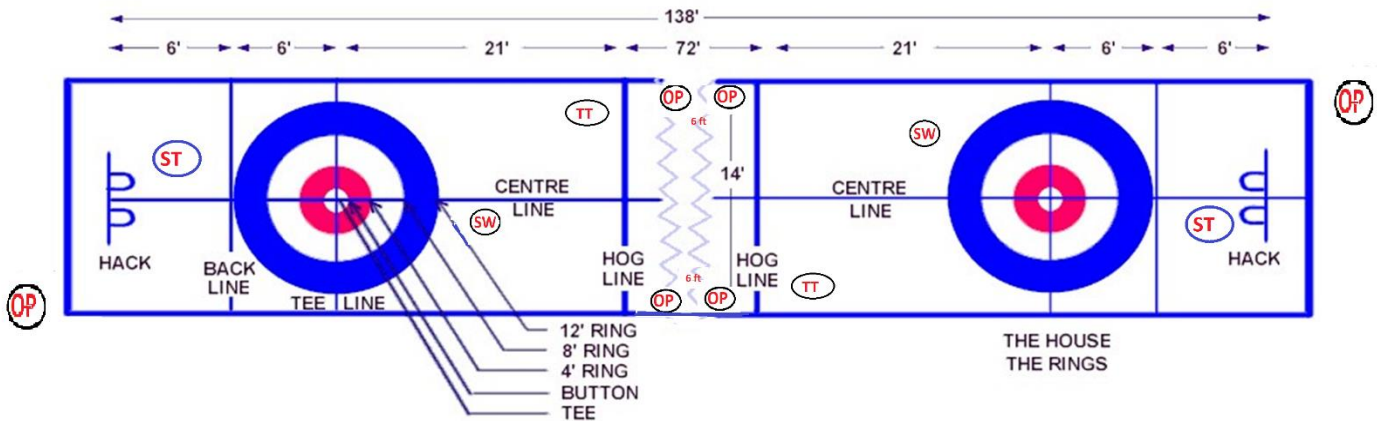 138'
6' 6' 21' 72' 21' 6' 6'
OP OP OP
TT 6 ft
SW
ST 14'
CENTRE LINE CENTRE LINE
SW ST
HACK BACK LINE HOG LINE HOG LINE HACK
6 ft
TEE LINE OP OP TT
OP
12' RING
8' RING
4' RING
BUTTON
TEE
THE HOUSE
THE RINGS